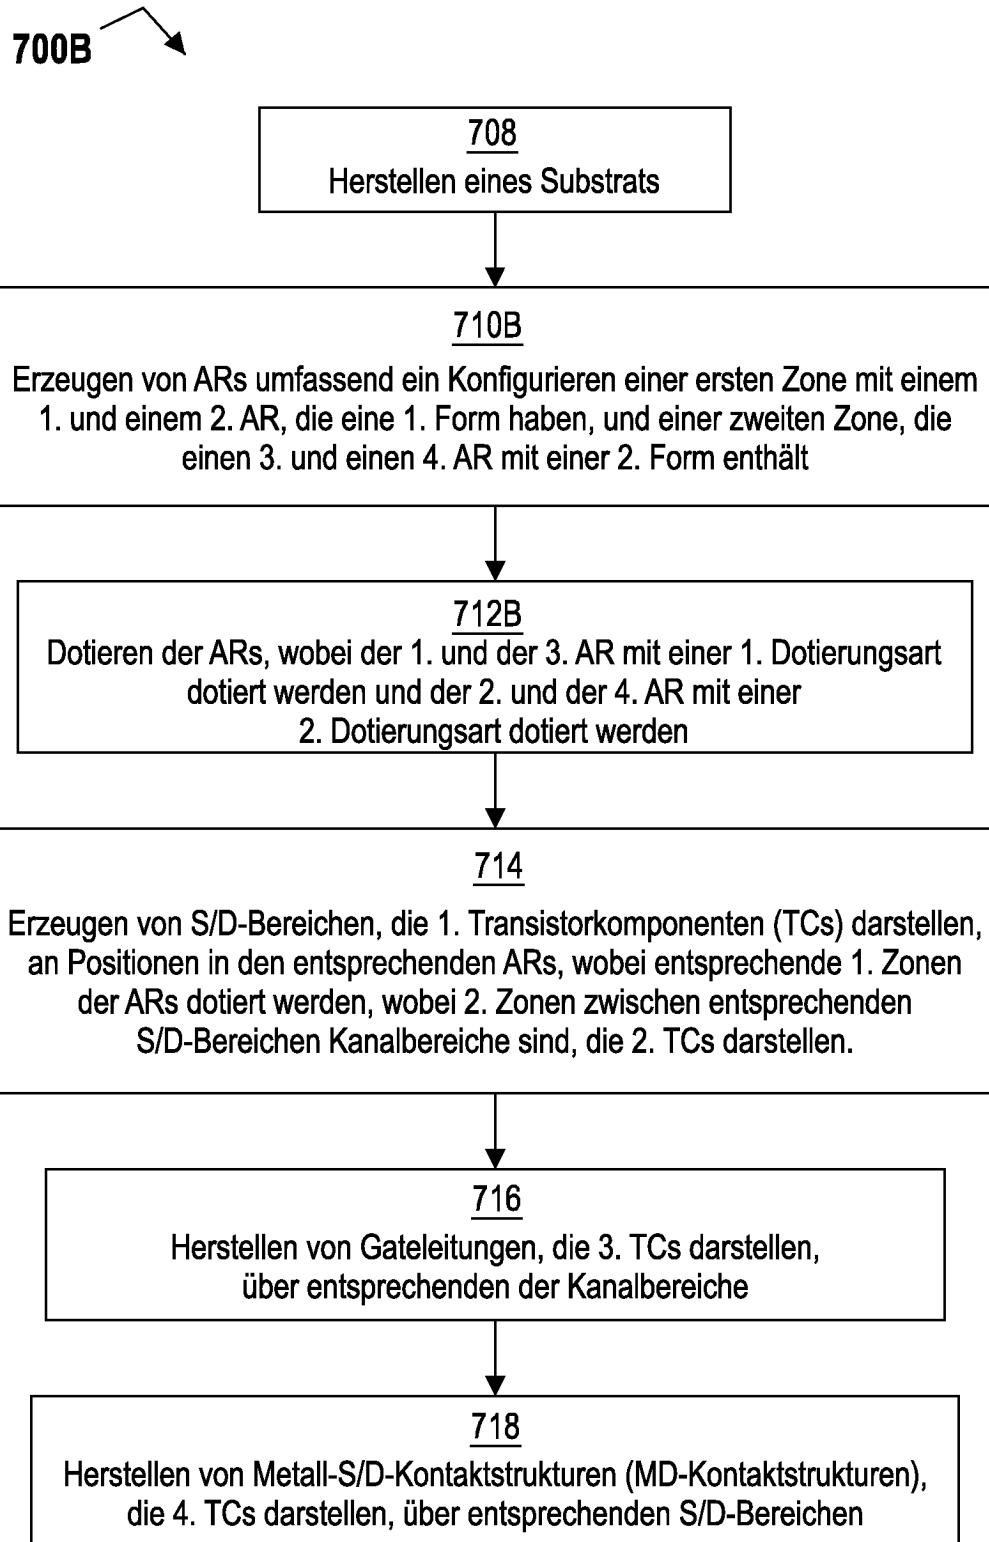 700B
708
Herstellen eines Substrats
710B
Erzeugen von ARs umfassend ein Konfigurieren einer ersten Zone mit einem
1. und einem 2. AR, die eine 1. Form haben, und einer zweiten Zone, die
einen 3. und einen 4. AR mit einer 2. Form enthält
712B
Dotieren der ARs, wobei der 1. und der 3. AR mit einer 1. Dotierungsart
dotiert werden und der 2. und der 4. AR mit einer
2. Dotierungsart dotiert werden
714
Erzeugen von S/D-Bereichen, die 1. Transistorkomponenten (TCs) darstellen,
an Positionen in den entsprechenden ARs, wobei entsprechende 1. Zonen
der ARs dotiert werden, wobei 2. Zonen zwischen entsprechenden
S/D-Bereichen Kanalbereiche sind, die 2. TCs darstellen.
716
Herstellen von Gateleitungen, die 3. TCs darstellen,
über entsprechenden der Kanalbereiche
718
Herstellen von Metall-S/D-Kontaktstrukturen (MD-Kontaktstrukturen),
die 4. TCs darstellen, über entsprechenden S/D-Bereichen